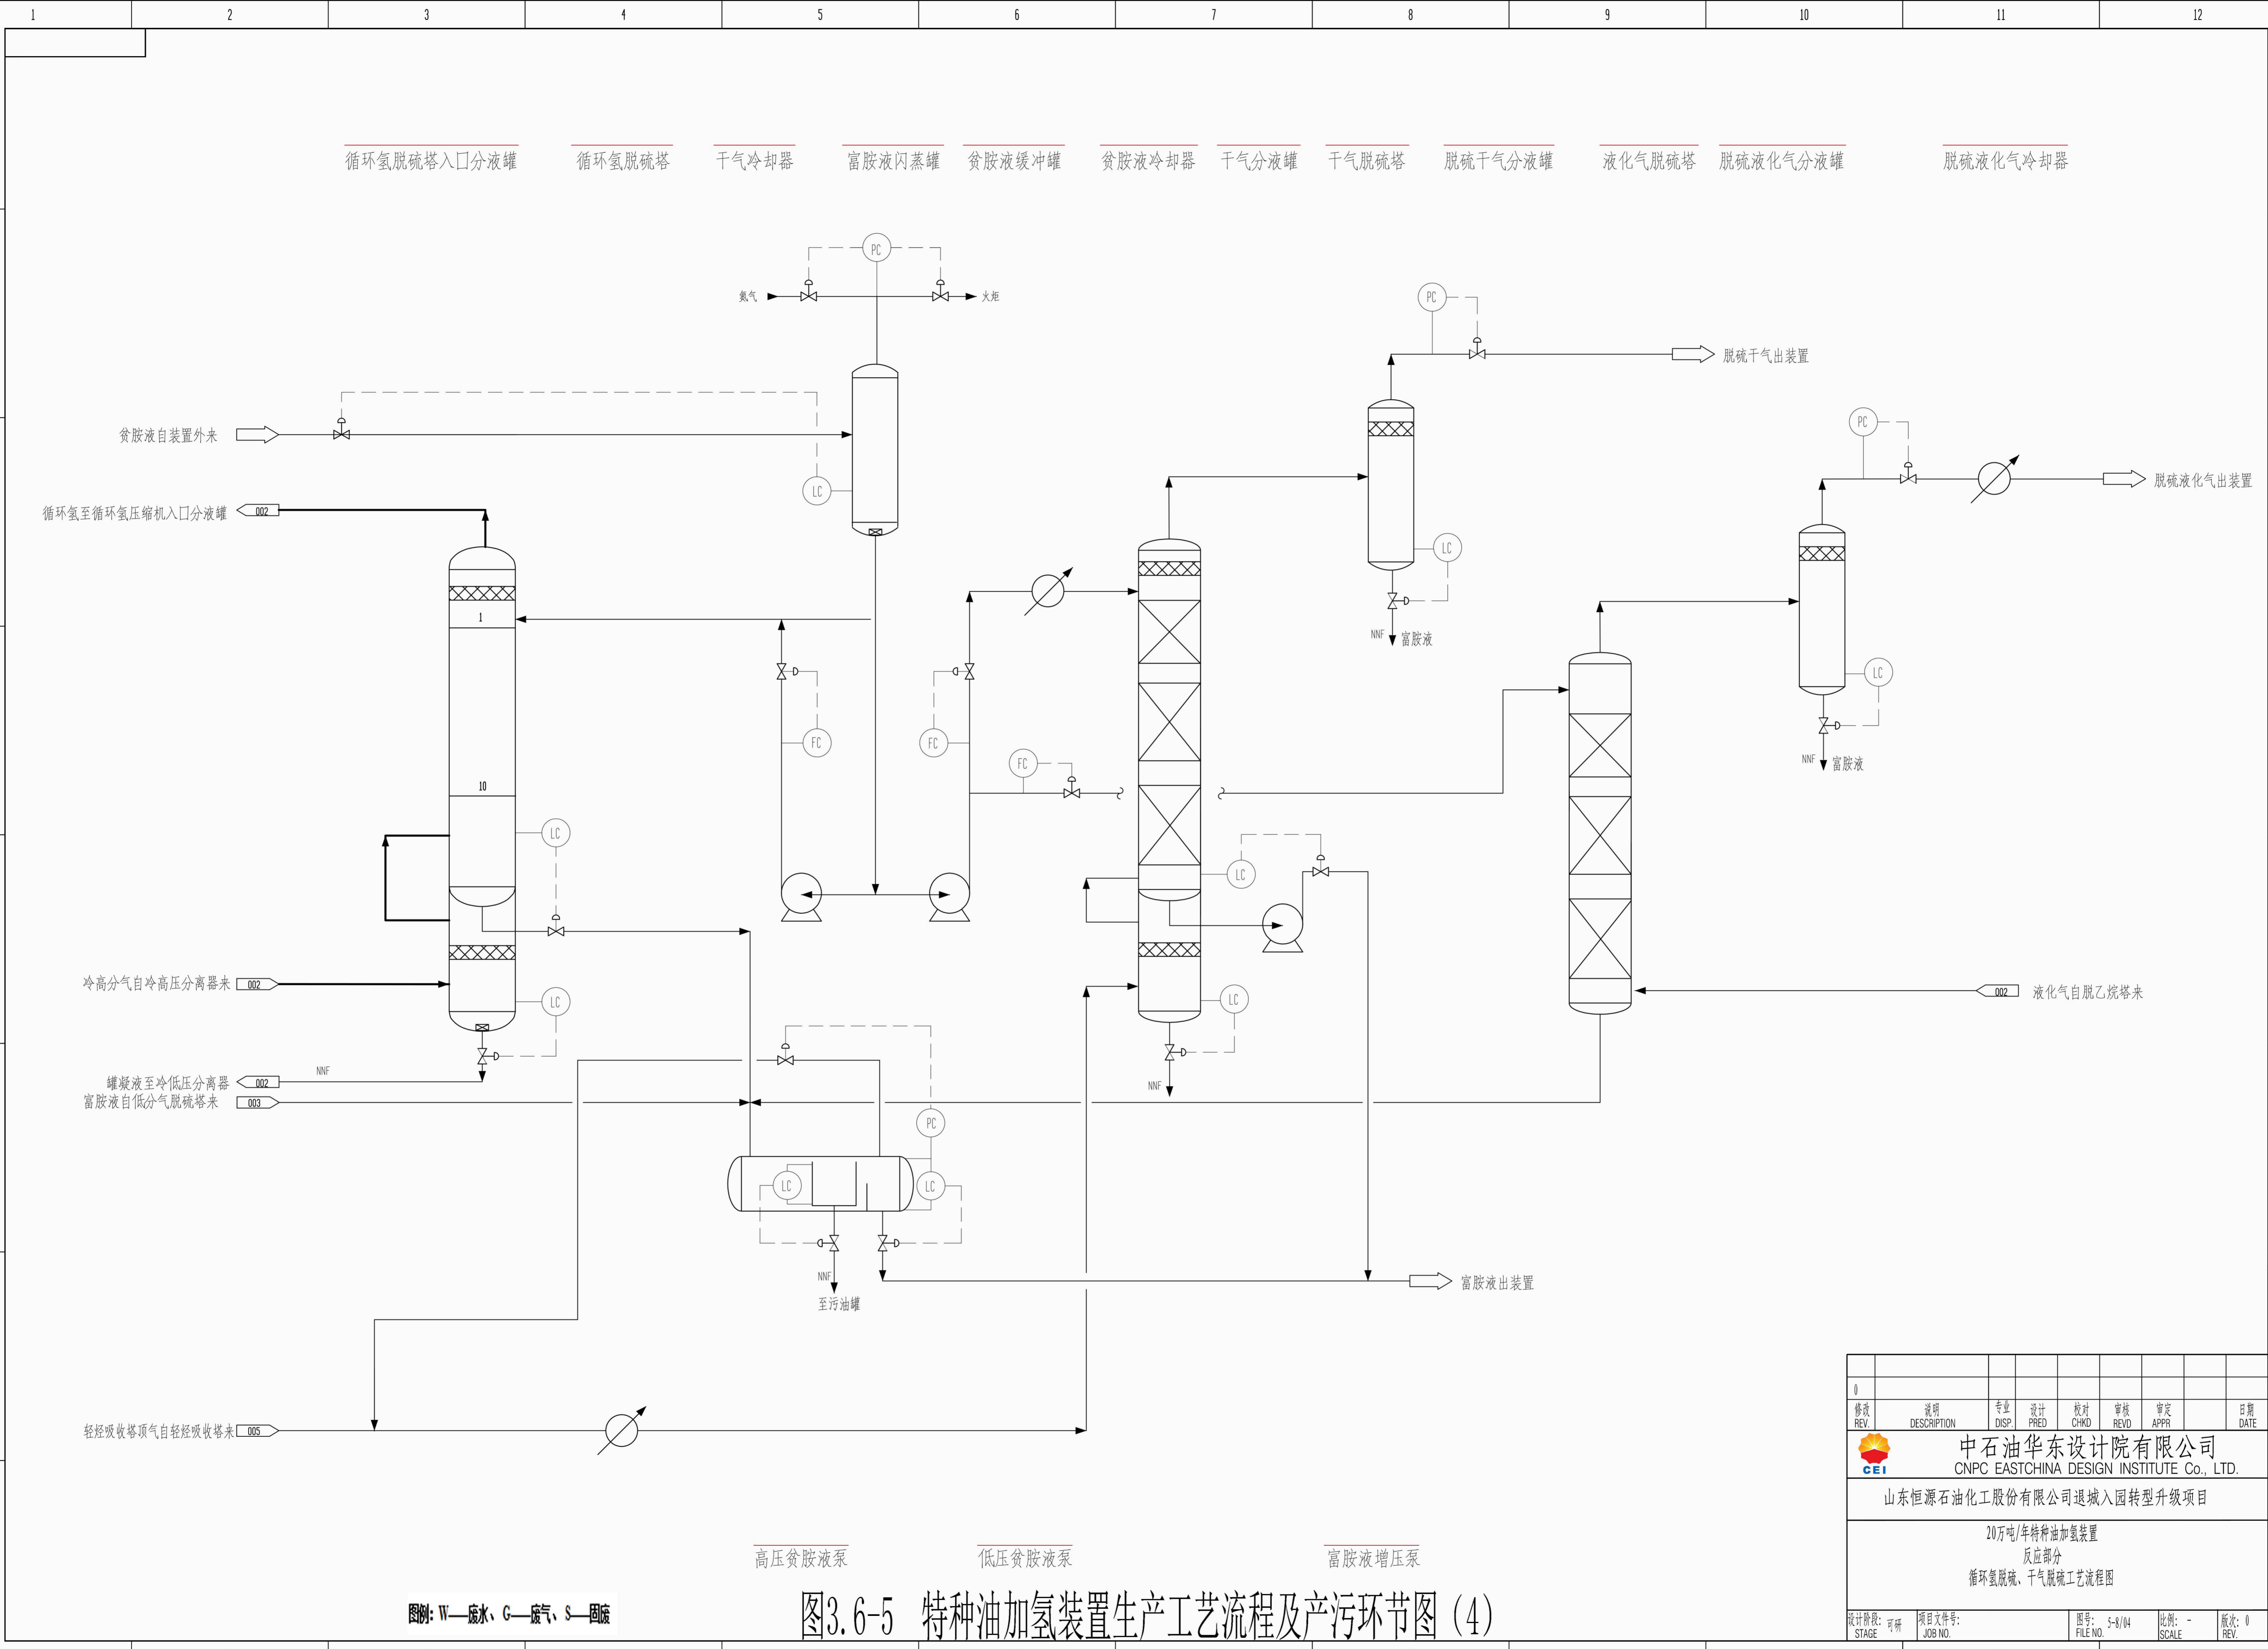 1 2 3 4 5 6 7 8 9 10 11 12
循环氢脱硫塔入口分液罐 循环氢脱硫塔 干气冷却器 富胺液闪蒸罐 贫胺液缓冲罐 贫胺液冷却器 干气分液罐 干气脱硫塔 脱硫干气分液罐 液化气脱硫塔 脱硫液化气分液罐 脱硫液化气冷却器
PC
氮气 火炬
PC
脱硫干气出装置
PC
贫胺液自装置外来
LC
脱硫液化气出装置
循环氢至循环氢压缩机入口分液罐 002
LC
1
NNF 富胺液
LC
FC FC
FC
NNF 富胺液
10
LC
LC
冷高分气自冷高压分离器来 002
LC
LC
002 液化气自脱乙烷塔来
NNF
罐凝液至冷低压分离器 002
NNF
富胺液自低分气脱硫塔来 003
PC
LC LC
NNF
至污油罐
富胺液出装置
轻烃吸收塔顶气自轻烃吸收塔来 005
高压贫胺液泵 低压贫胺液泵 富胺液增压泵
图例: W——废水、G——废气、S——固废
图3.6-5 特种油加氢装置生产工艺流程及产污环节图 (4)
0
修改 说明 专业 设计 校对 审核 审定 日期
REV. DESCRIPTION DISP. PRED CHKD REVD APPR DATE
CEI
中石油华东设计院有限公司
CNPC EASTCHINA DESIGN INSTITUTE Co., LTD.
山东恒源石油化工股份有限公司退城入园转型升级项目
20万吨/年特种油加氢装置
反应部分
循环氢脱硫、干气脱硫工艺流程图
设计阶段: 可研 项目文件号: 图号: 5-8/04 比例: - 版次: 0
STAGE JOB NO. FILE NO. SCALE REV.